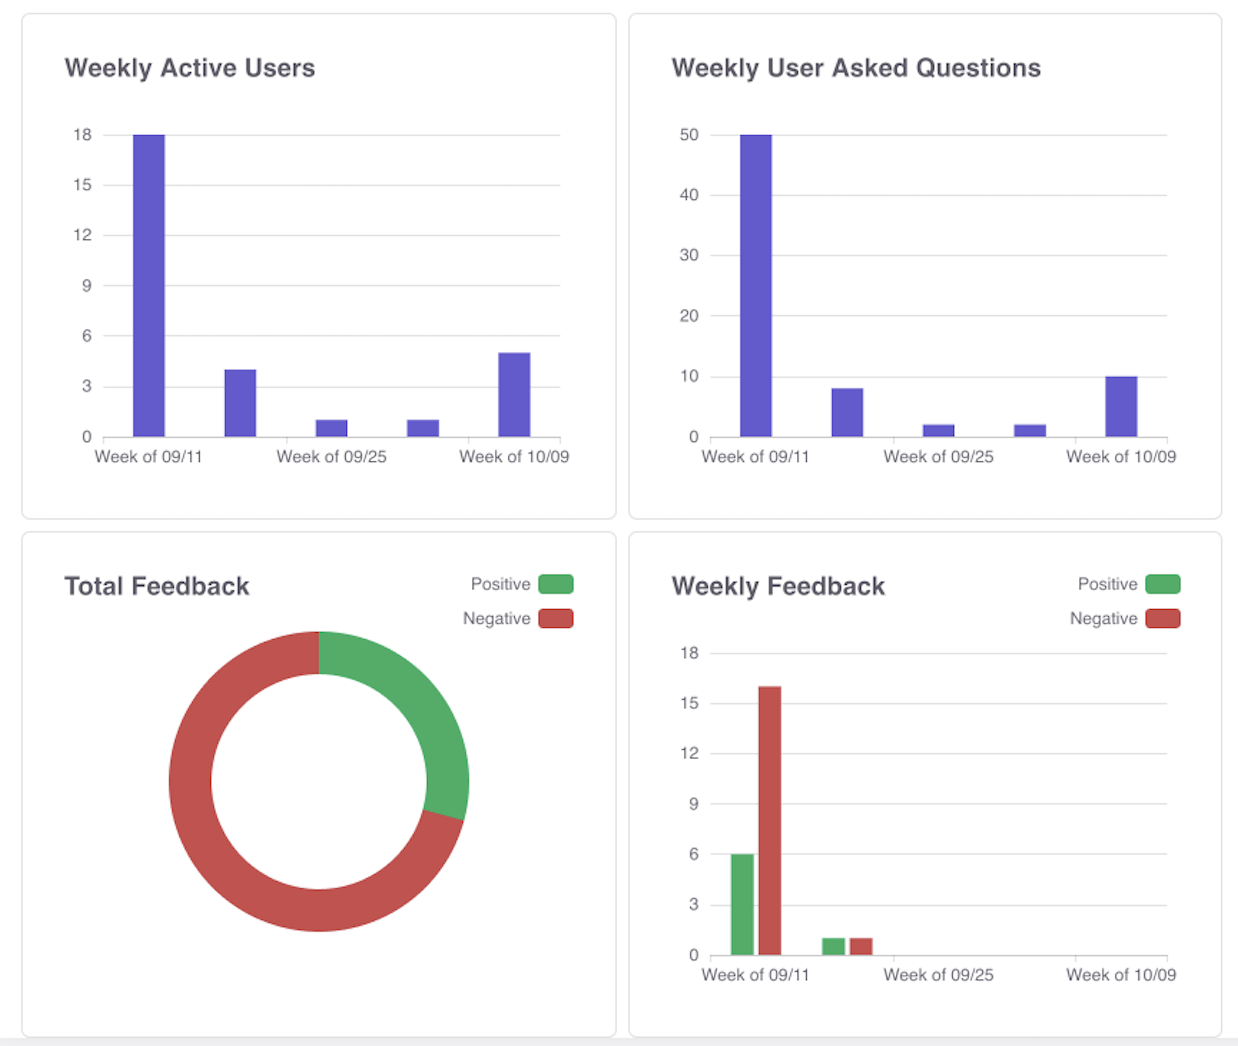 Weekly Active Users
18
15
12
9
6
3
0
Week of 09/11 Week of 09/25 Week of 10/09
Weekly User Asked Questions
50
40
30
20
10
0
Week of 09/11 Week of 09/25 Week of 10/09
Total Feedback
Positive
Negative
Weekly Feedback
Positive
Negative
18
15
12
9
6
3
0
Week of 09/11 Week of 09/25 Week of 10/09